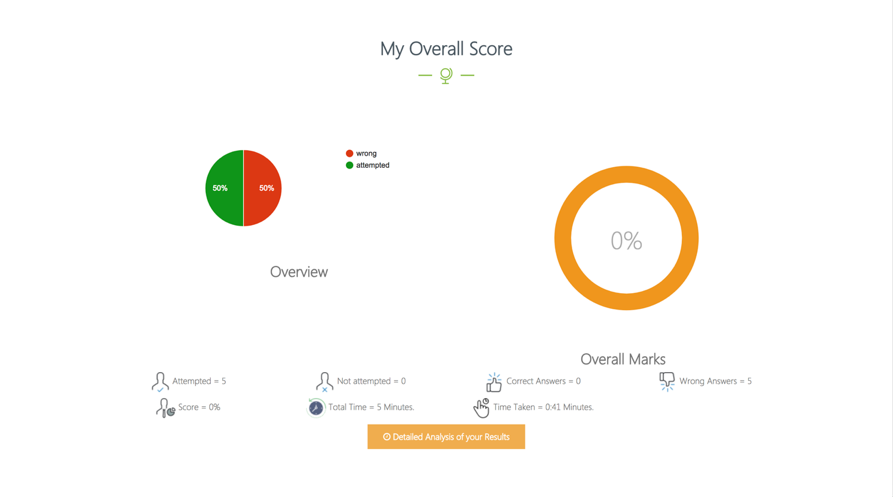 My Overall Score
wrong
attempted
50%
50%
0%
Overview
Overall Marks
Attempted = 5
Not attempted = 0
Correct Answers = 0
Wrong Answers = 5
Score = 0%
Total Time = 5 Minutes.
Time Taken = 0:41 Minutes.
Detailed Analysis of your Results